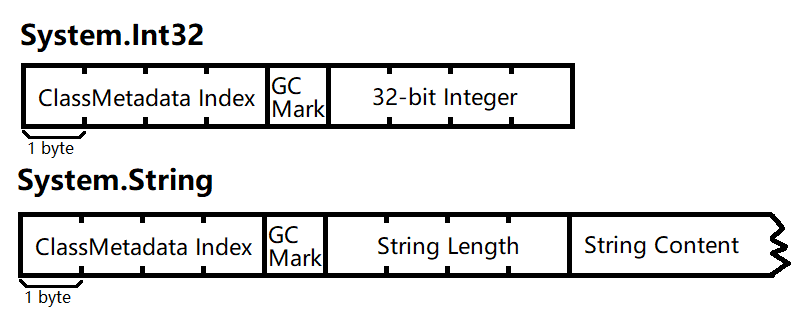 System.Int32
ClassMetadata Index
GC
Mark
32-bit Integer
1 byte
System.String
ClassMetadata Index
GC
Mark
String Length
String Content
1 byte